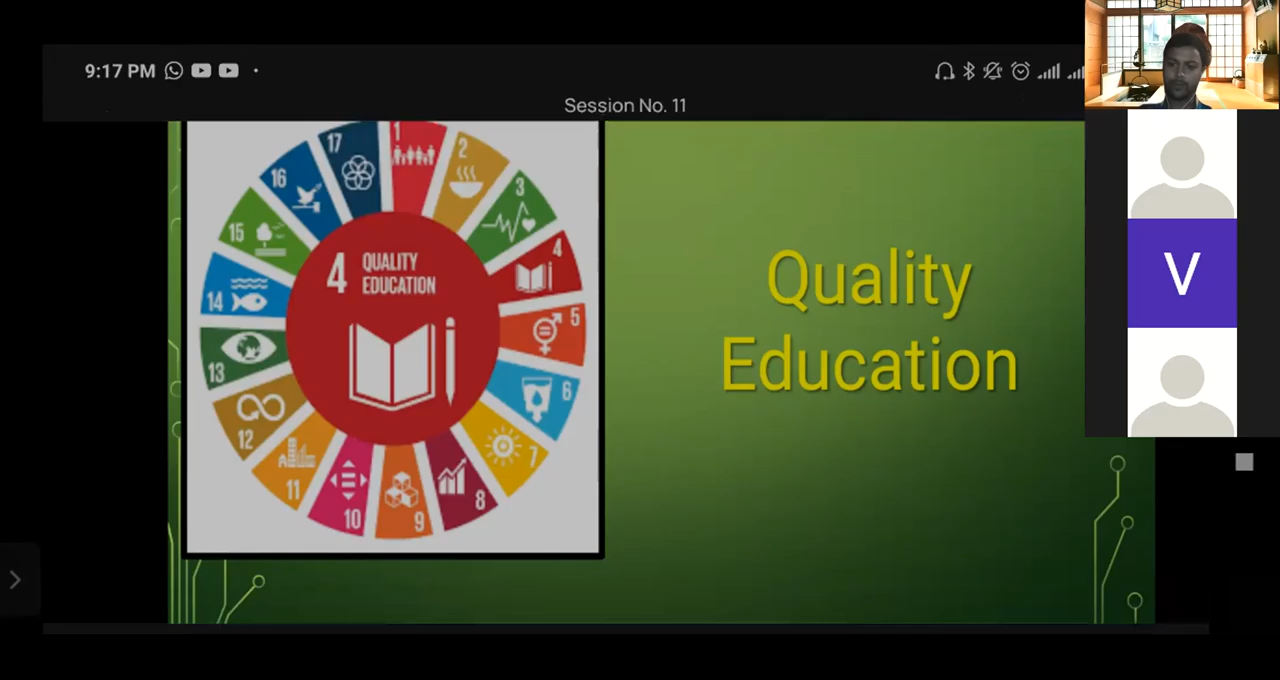 9:17 PM
Session No. 11
17
1
2
16
3
15
4
4 QUALITY
EDUCATION
5
14
6
13
7
12
8
11
10
9
Quality
Education
V